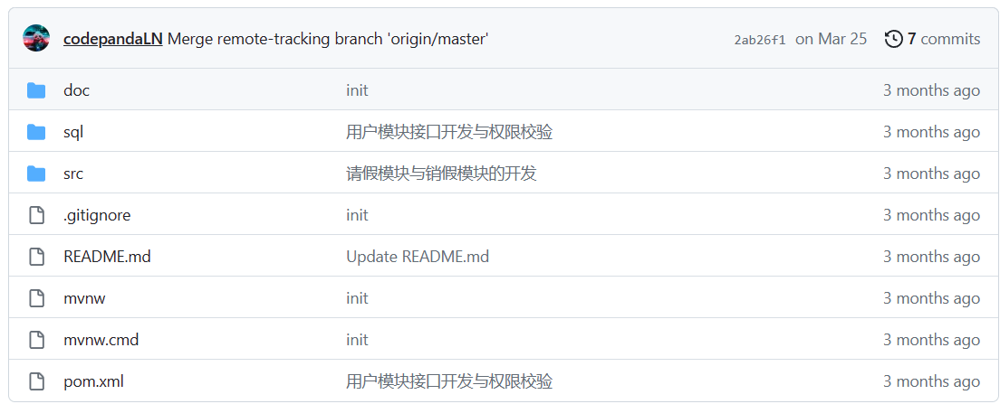 codepandaLN Merge remote-tracking branch 'origin/master' 2ab26f1 on Mar 25 7 commits
doc init 3 months ago
sql 用户模块接口开发与权限校验 3 months ago
src 请假模块与销假模块的开发 3 months ago
.gitignore init 3 months ago
README.md Update README.md 3 months ago
mvnw init 3 months ago
mvnw.cmd init 3 months ago
pom.xml 用户模块接口开发与权限校验 3 months ago